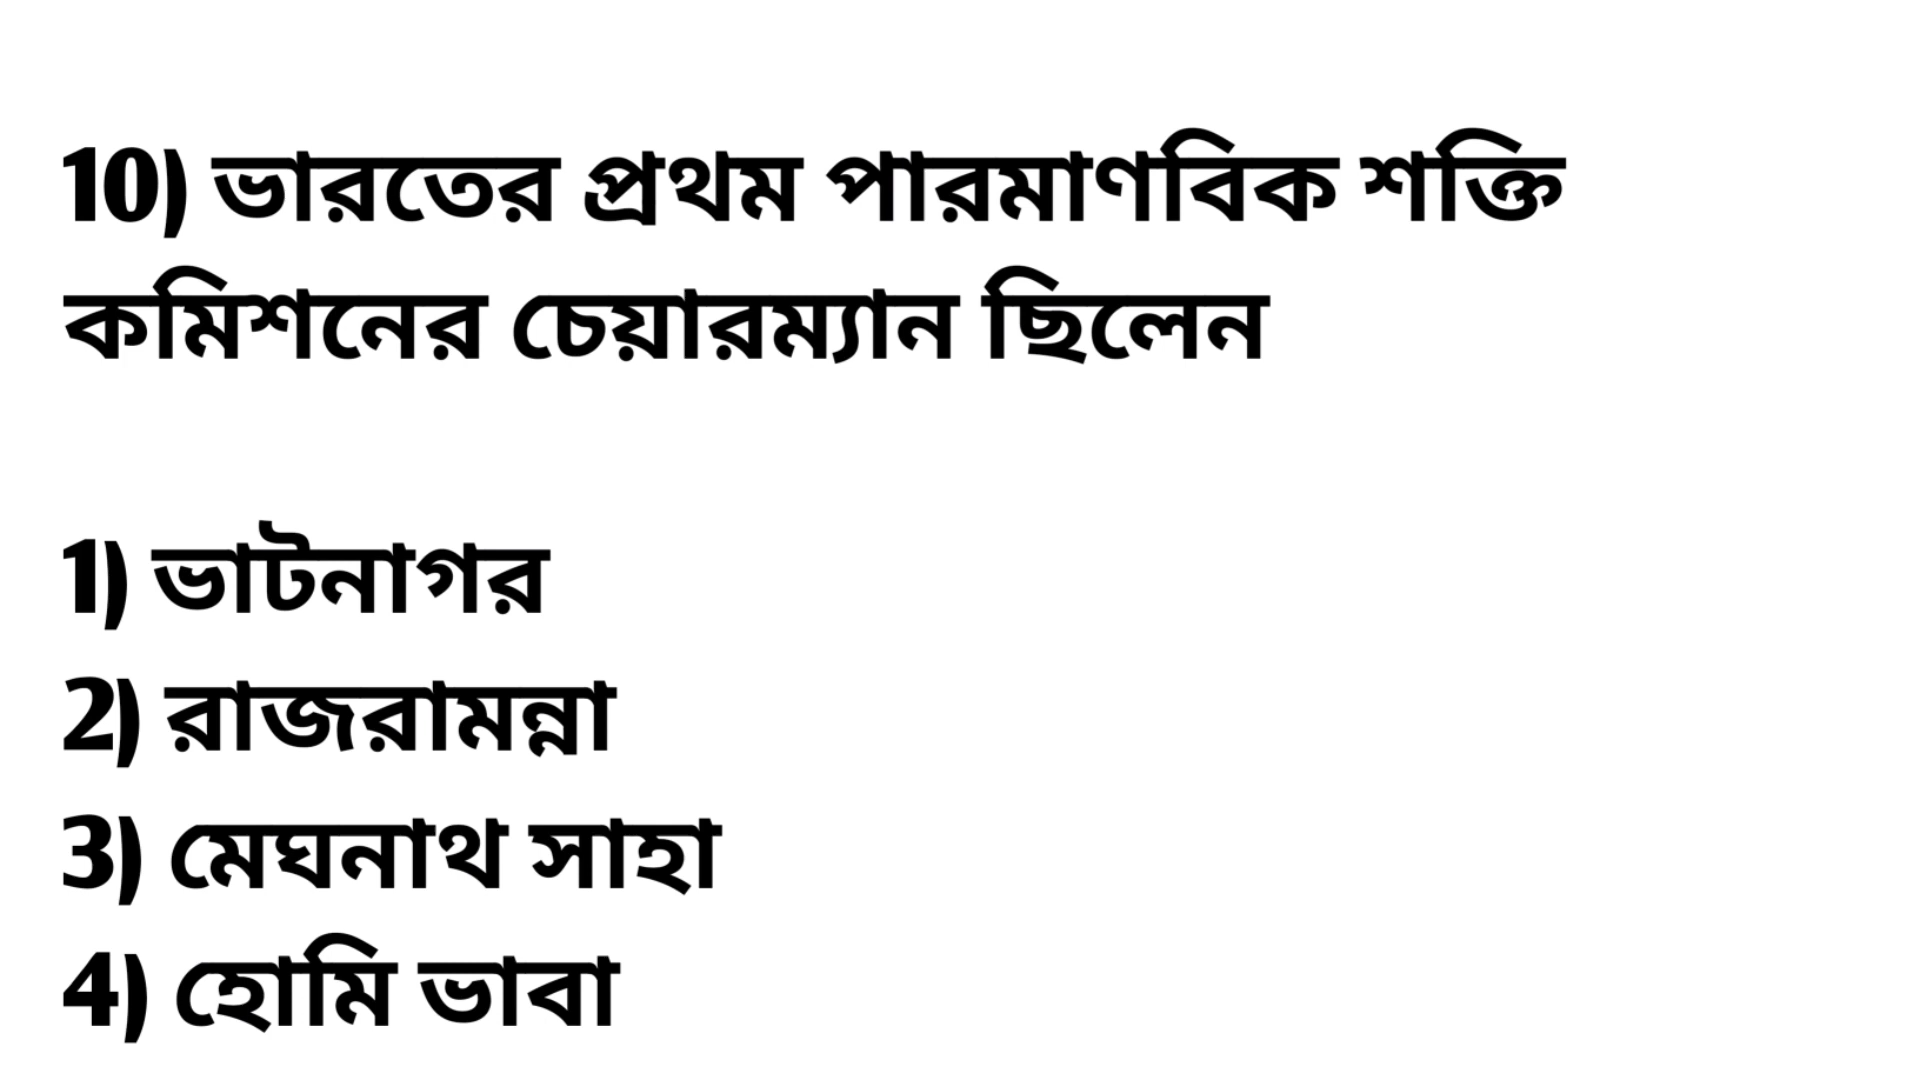 10) ভারতের প্রথম পারমাণবিক শক্তি
কমিশনের চেয়ারম্যান ছিলেন
1) ভাটনাগর
2) রাজরামন্না
3) মেঘনাথ সাহা
4) হোমি ভাবা